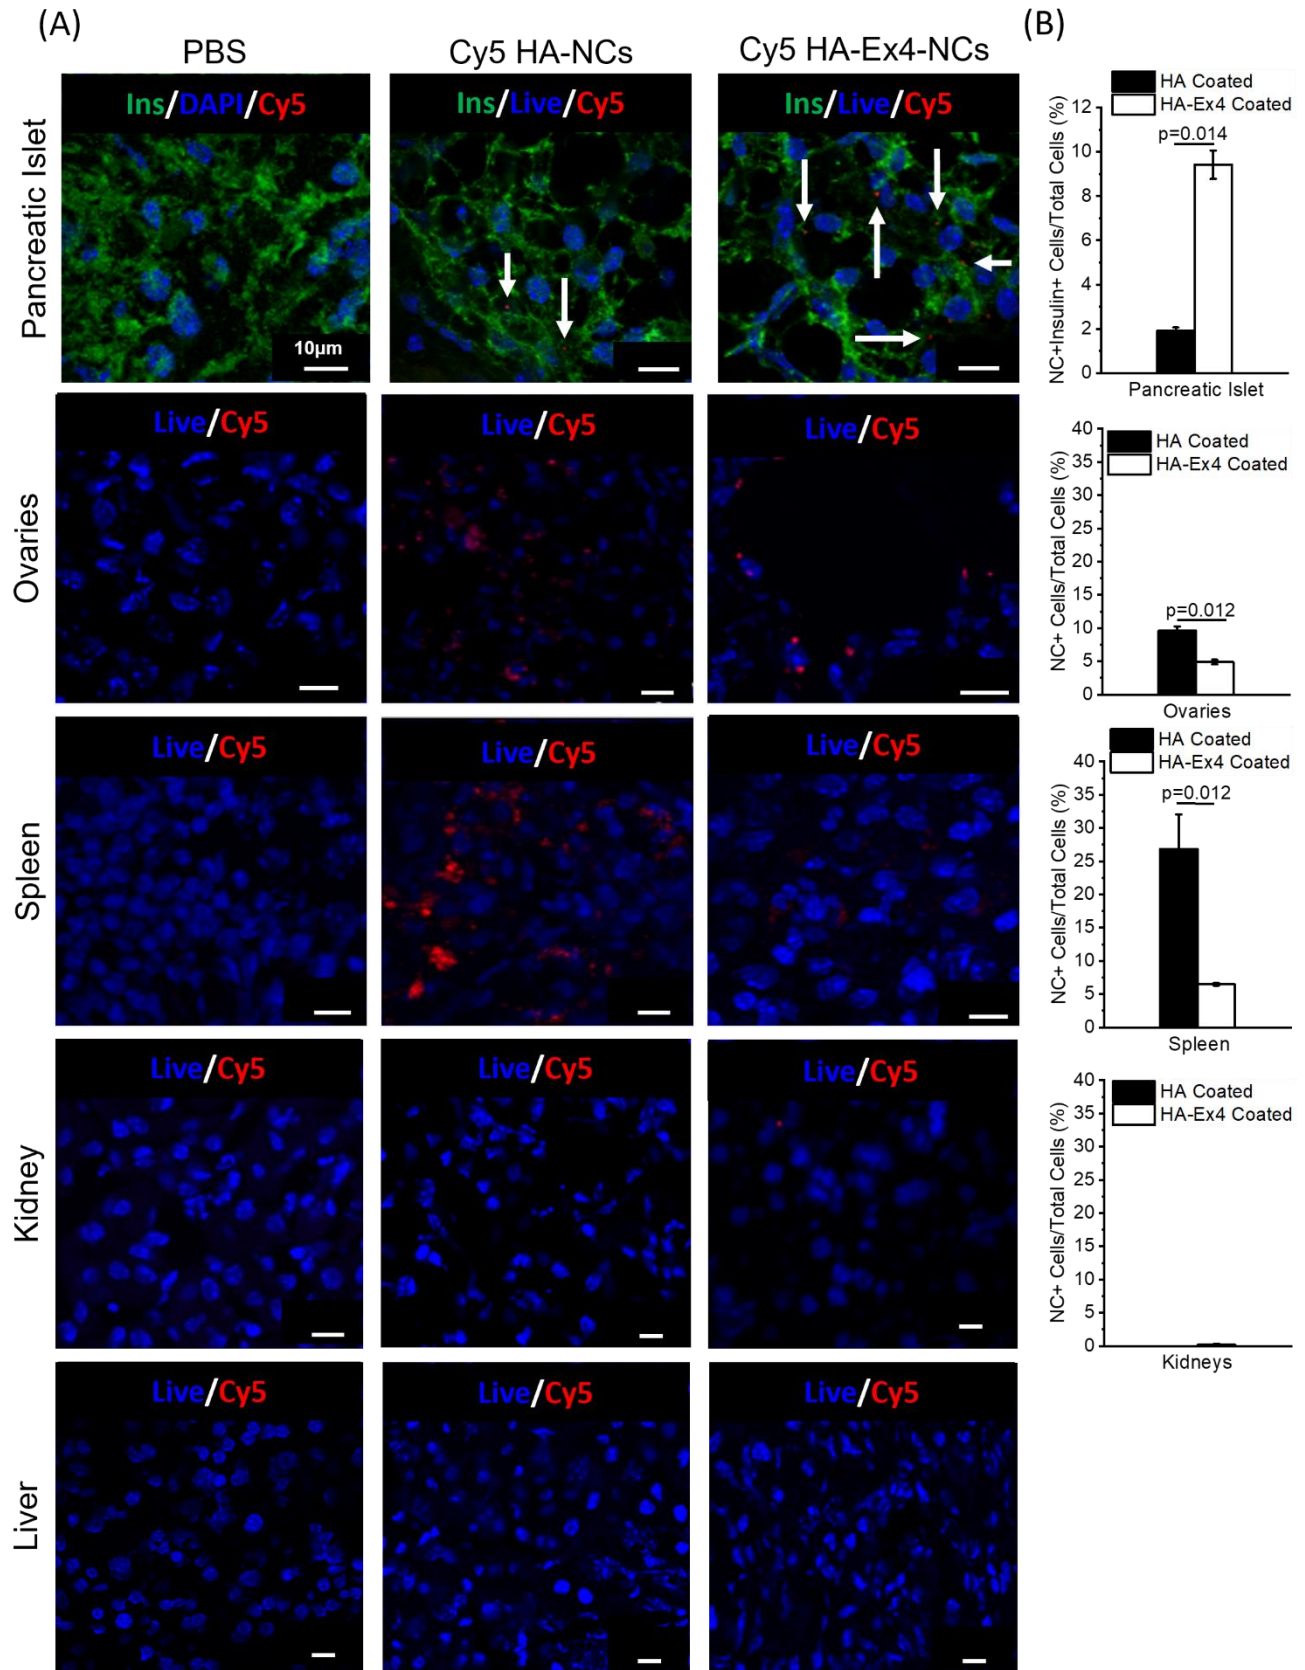 (A)
(B)
PBS
Cy5 HA-NCs
Cy5 HA-Ex4-NCs
Pancreatic Islet
Ins/DAPI/Cy5
10µm
Ins/Live/Cy5
Ins/Live/Cy5
HA Coated
HA-Ex4 Coated
NC+Insulin+ Cells/Total Cells (%)
12
10
8
6
4
2
0
p=0.014
Pancreatic Islet
Ovaries
Live/Cy5
Live/Cy5
Live/Cy5
HA Coated
HA-Ex4 Coated
NC+ Cells/Total Cells (%)
40
35
30
25
20
15
10
5
0
p=0.012
Ovaries
Spleen
Live/Cy5
Live/Cy5
Live/Cy5
HA Coated
HA-Ex4 Coated
NC+ Cells/Total Cells (%)
40
35
30
25
20
15
10
5
0
p=0.012
Spleen
Kidney
Live/Cy5
Live/Cy5
Live/Cy5
HA Coated
HA-Ex4 Coated
NC+ Cells/Total Cells (%)
40
35
30
25
20
15
10
5
0
Kidneys
Liver
Live/Cy5
Live/Cy5
Live/Cy5